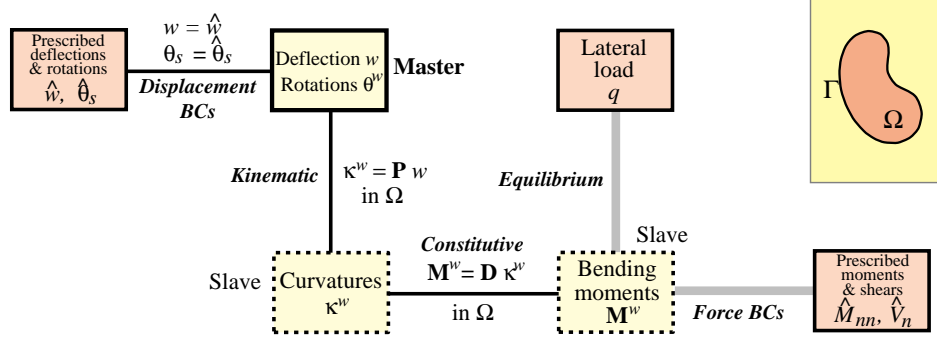 Prescribed
deflections
& rotations
ŵ, θ̂ₛ
w = ŵ
θₛ = θ̂ₛ
Displacement
BCs
Deflection w
Rotations θʷ
Master
Lateral
load
q
Γ
Ω
Kinematic
κʷ = P w
in Ω
Equilibrium
Slave
Curvatures
κʷ
Constitutive
Mʷ = D κʷ
in Ω
Slave
Bending
moments
Mʷ
Force BCs
Prescribed
moments
& shears
M̂ₙₙ, V̂ₙ